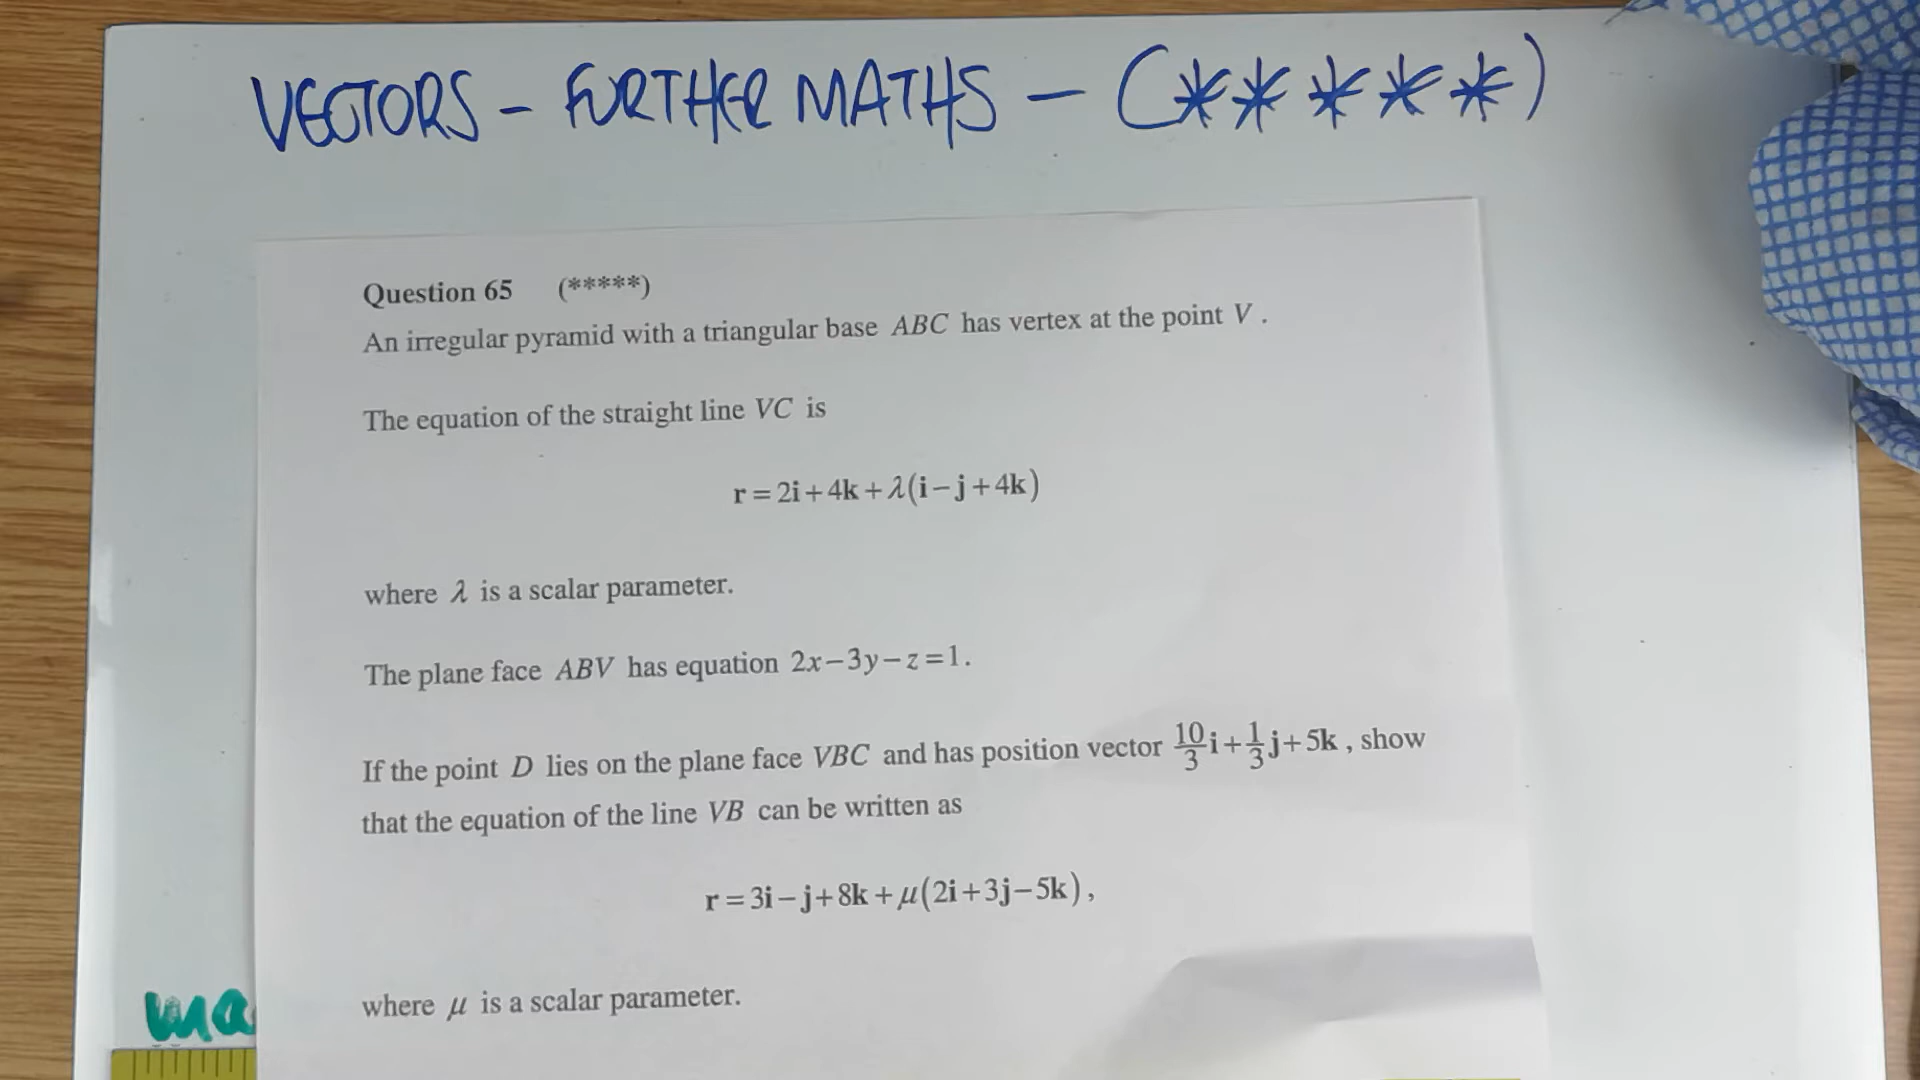 VECTORS - FURTHER MATHS - (*****)
Question 65 (*****)
An irregular pyramid with a triangular base ABC has vertex at the point V.
The equation of the straight line VC is
r = 2i + 4k + λ(i − j + 4k)
where λ is a scalar parameter.
The plane face ABV has equation 2x − 3y − z = 1.
If the point D lies on the plane face VBC and has position vector 10/3 i + 1/3 j + 5k, show
that the equation of the line VB can be written as
r = 3i − j + 8k + μ(2i + 3j − 5k),
where μ is a scalar parameter.
ma